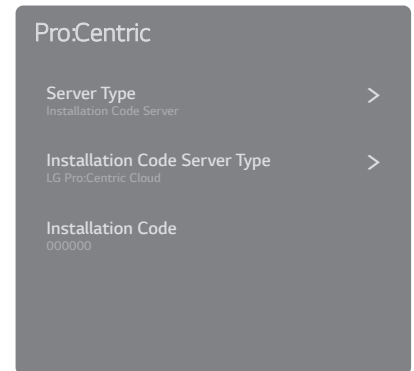 Pro:Centric
Server Type
Installation Code Server
Installation Code Server Type
LG Pro:Centric Cloud
Installation Code
000000